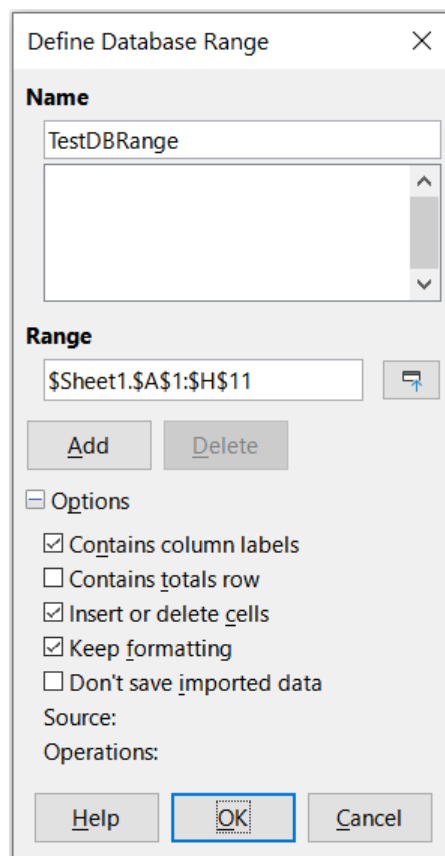 Define Database Range
Name
TestDBRange
Range
$Sheet1.$A$1:$H$11
Add Delete
Options
Contains column labels
Contains totals row
Insert or delete cells
Keep formatting
Don't save imported data
Source:
Operations:
Help OK Cancel